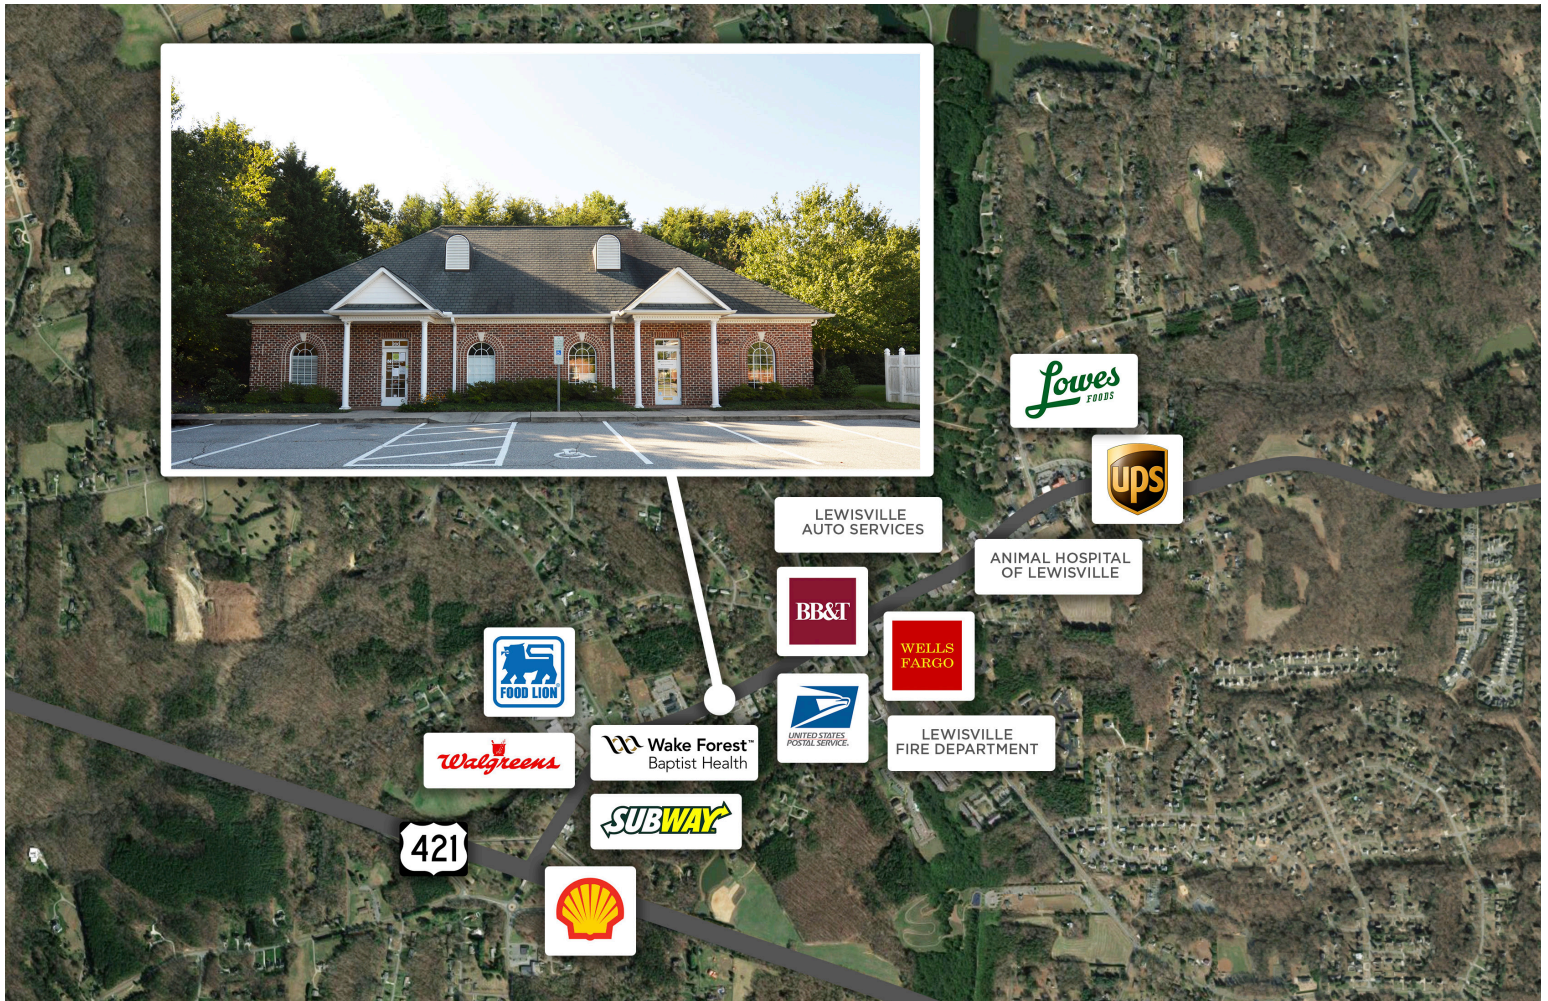 Lowes
FOODS
ups
LEWISVILLE
AUTO SERVICES
ANIMAL HOSPITAL
OF LEWISVILLE
BB&T
WELLS
FARGO
FOOD LION
UNITED STATES
POSTAL SERVICE.
LEWISVILLE
FIRE DEPARTMENT
Walgreens
Wake Forest™
Baptist Health
SUBWAY
421